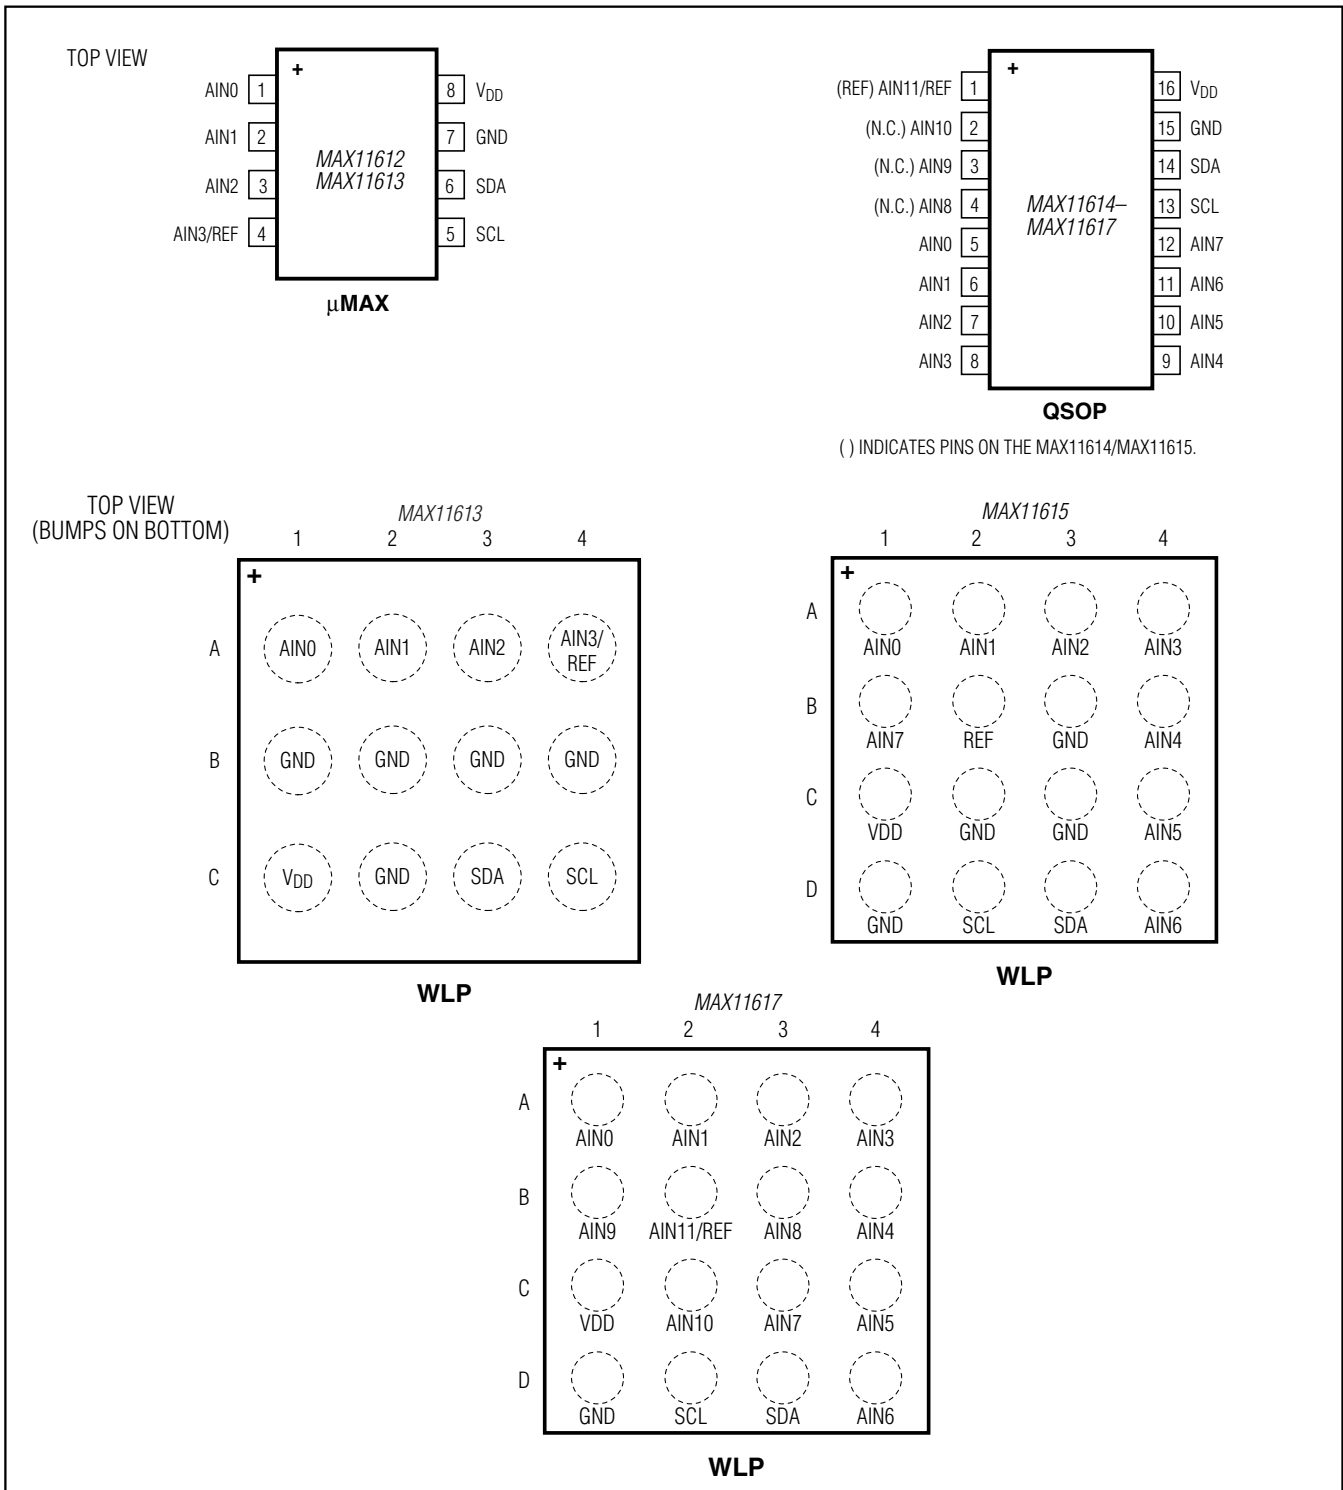 TOP VIEW
+
AIN0 1
8 VDD
AIN1 2
7 GND
MAX11612
MAX11613
AIN2 3
6 SDA
AIN3/REF 4
5 SCL
µMAX
+
(REF) AIN11/REF 1
16 VDD
(N.C.) AIN10 2
15 GND
(N.C.) AIN9 3
14 SDA
(N.C.) AIN8 4
13 SCL
MAX11614–
MAX11617
AIN0 5
12 AIN7
AIN1 6
11 AIN6
AIN2 7
10 AIN5
AIN3 8
9 AIN4
QSOP
( ) INDICATES PINS ON THE MAX11614/MAX11615.
TOP VIEW
(BUMPS ON BOTTOM)
MAX11613
1 2 3 4
+
A AIN0 AIN1 AIN2 AIN3/
REF
B GND GND GND GND
C VDD GND SDA SCL
WLP
MAX11615
1 2 3 4
+
A
AIN0 AIN1 AIN2 AIN3
B
AIN7 REF GND AIN4
C
VDD GND GND AIN5
D
GND SCL SDA AIN6
WLP
MAX11617
1 2 3 4
+
A
AIN0 AIN1 AIN2 AIN3
B
AIN9 AIN11/REF AIN8 AIN4
C
VDD AIN10 AIN7 AIN5
D
GND SCL SDA AIN6
WLP